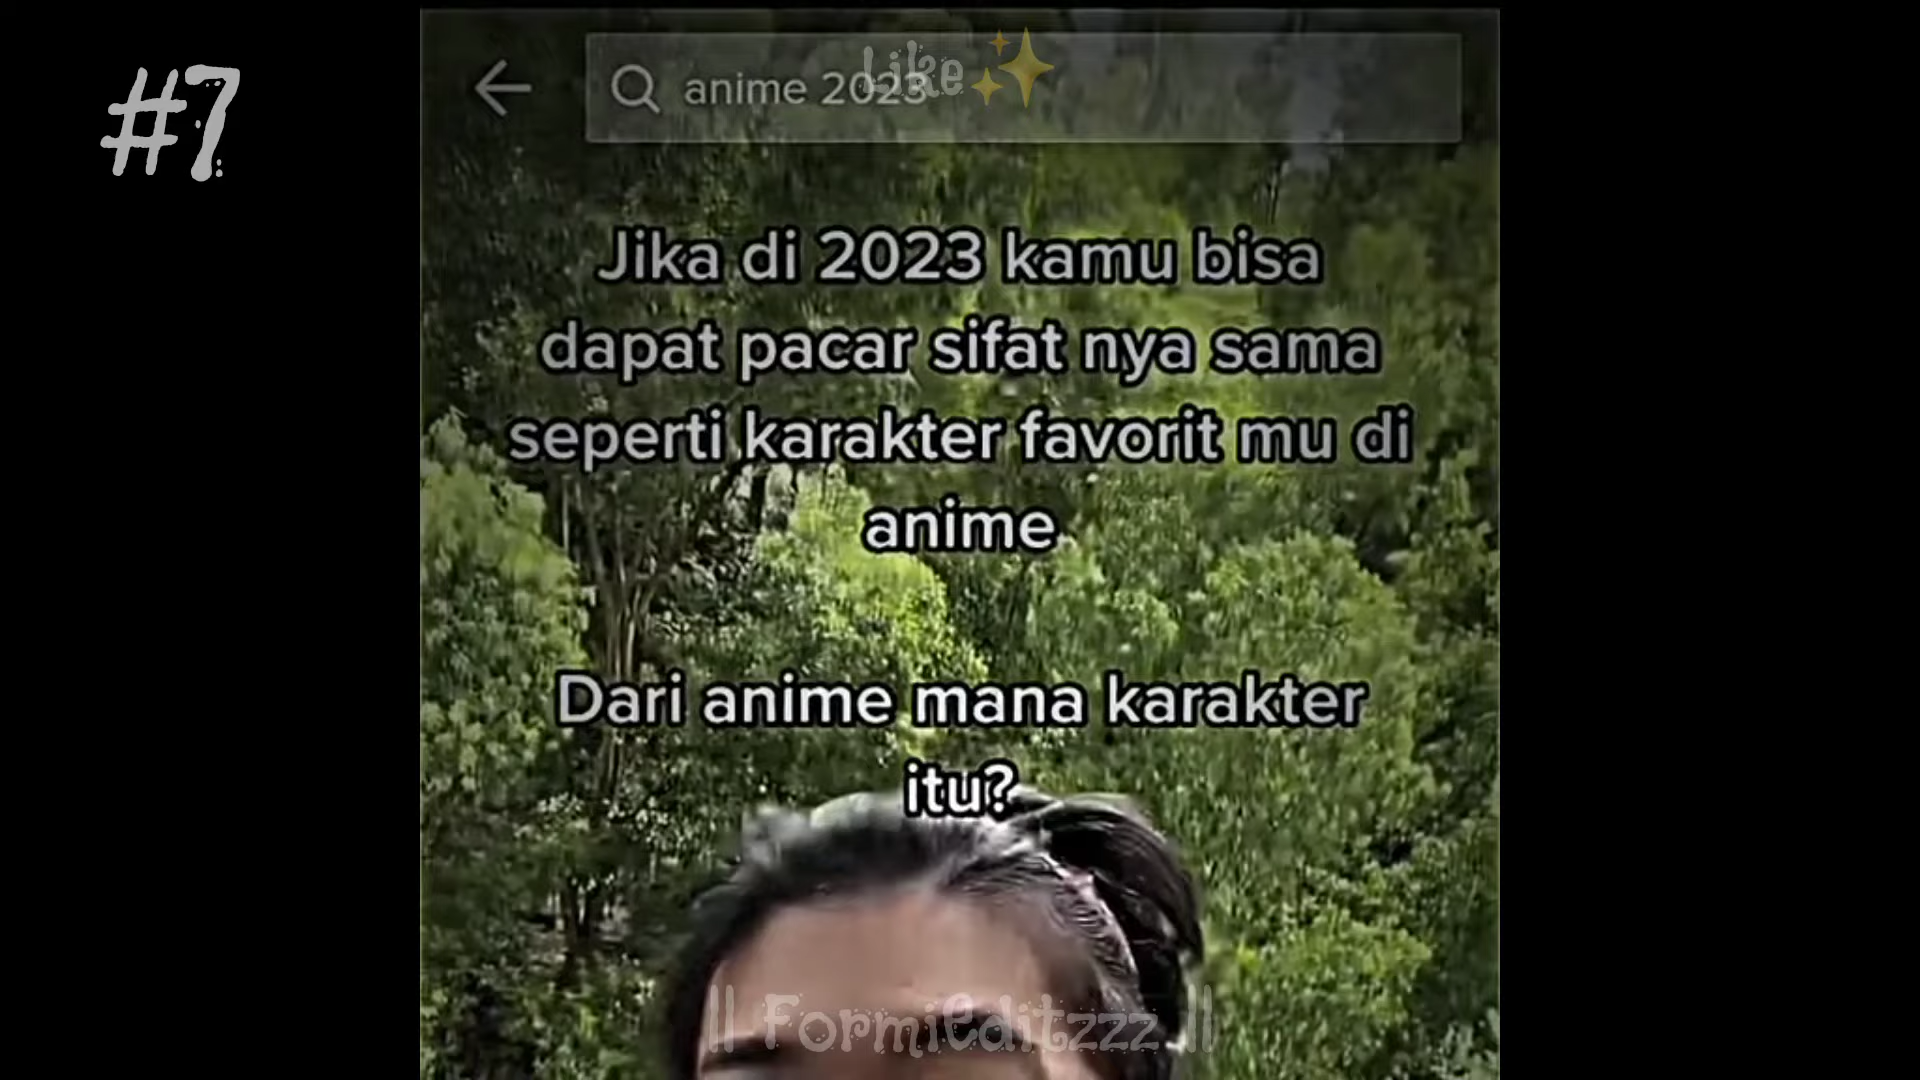 #7
Like✨
anime 2023
Jika di 2023 kamu bisa
dapat pacar sifat nya sama
seperti karakter favorit mu di
anime
Dari anime mana karakter
itu?
|| FormiEditzzz ||